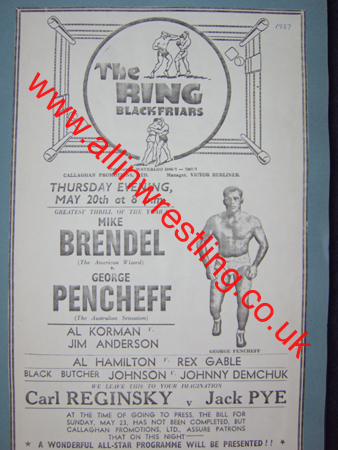 1937
The
RING
BLACKFRIARS
CALLAGHAN PROMOTIONS, LTD. Manager, VICTOR BERLINER.
THURSDAY EVENING,
MAY 20th at 8 p.m.
GREATEST THRILL OF THE YEAR
MIKE
BRENDEL
(The American Wizard)
v.
GEORGE
PENCHEFF
(The Australian Sensation)
GEORGE PENCHEFF
AL KORMAN v.
JIM ANDERSON
AL HAMILTON v. REX GABLE
BLACK BUTCHER JOHNSON v. JOHNNY DEMCHUK
WE LEAVE THIS TO YOUR IMAGINATION
Carl REGINSKY v Jack PYE
AT THE TIME OF GOING TO PRESS, THE BILL FOR
SUNDAY, MAY 23, HAS NOT BEEN COMPLETED, BUT
CALLAGHAN PROMOTIONS, LTD., ASSURE PATRONS
THAT ON THIS NIGHT—
★ A WONDERFUL ALL-STAR PROGRAMME WILL BE PRESENTED!! ★
www.allinwrestling.co.uk